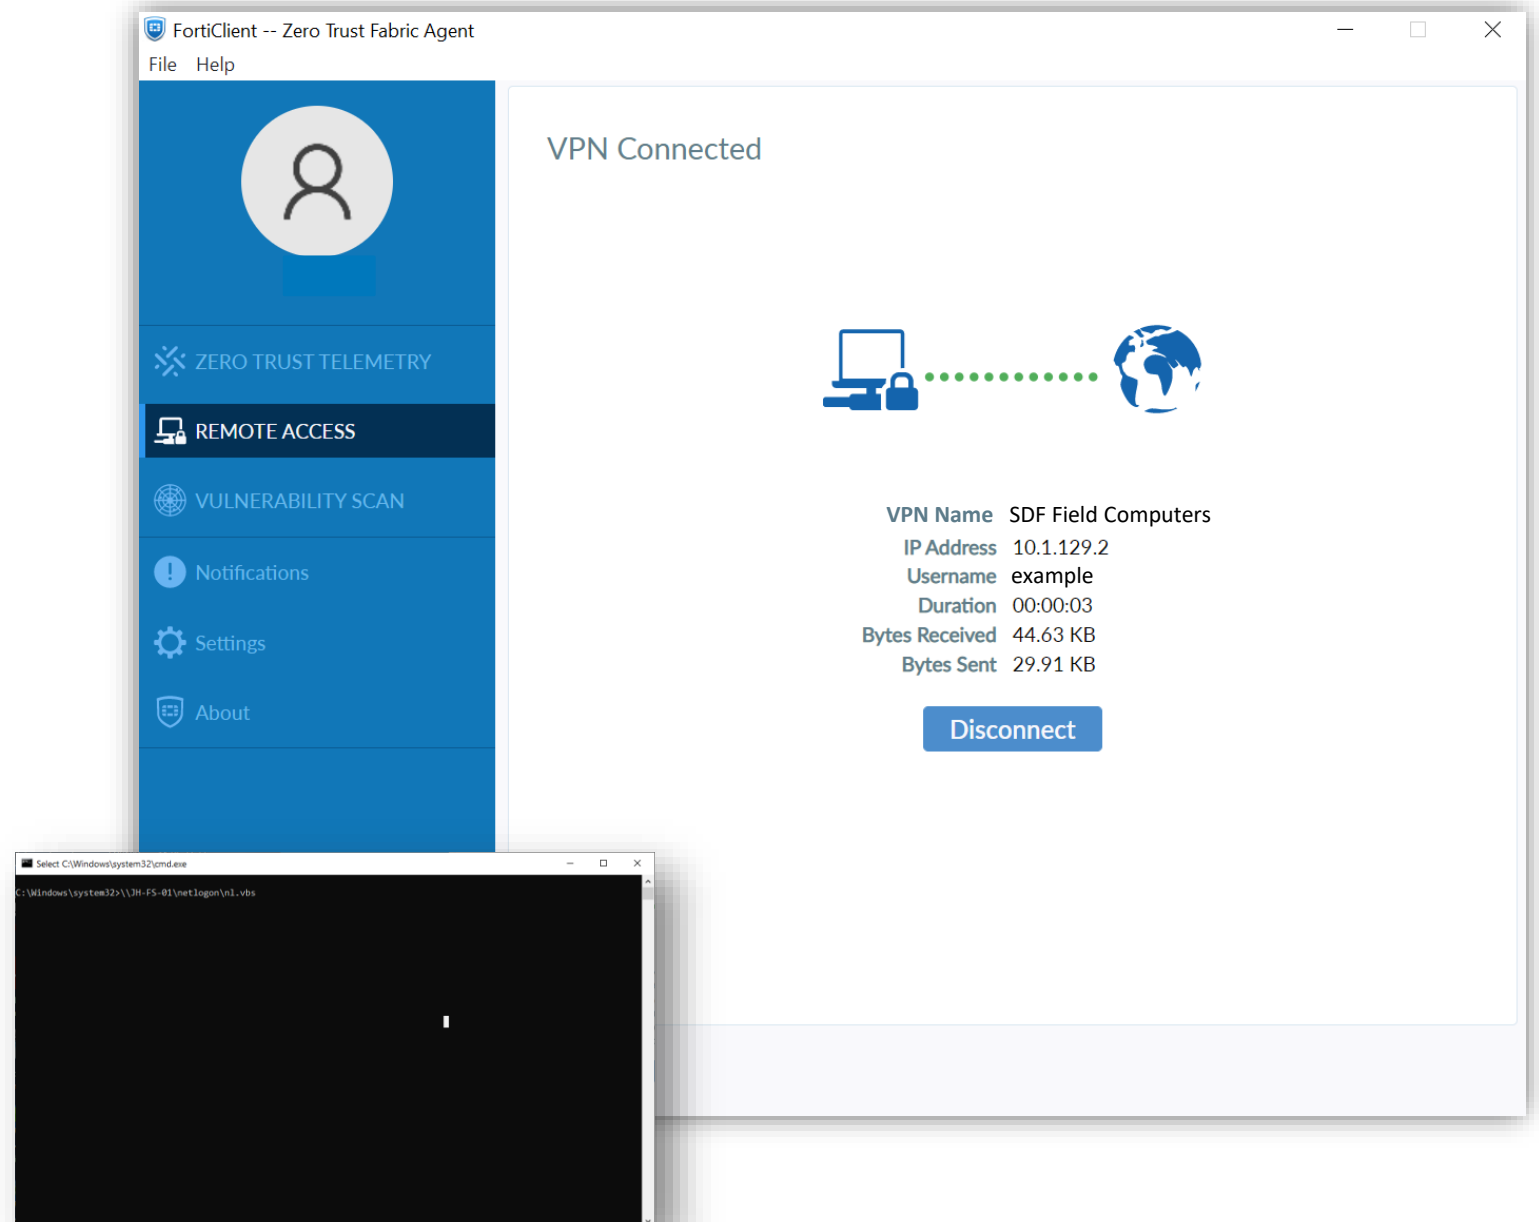 FortiClient -- Zero Trust Fabric Agent
File Help
VPN Connected
ZERO TRUST TELEMETRY
REMOTE ACCESS
VULNERABILITY SCAN
Notifications
Settings
About
VPN Name SDF Field Computers
IP Address 10.1.129.2
Username example
Duration 00:00:03
Bytes Received 44.63 KB
Bytes Sent 29.91 KB
Disconnect
Select C:\Windows\system32\cmd.exe
C:\Windows\system32>\\JH-FS-01\netlogon\nl.vbs